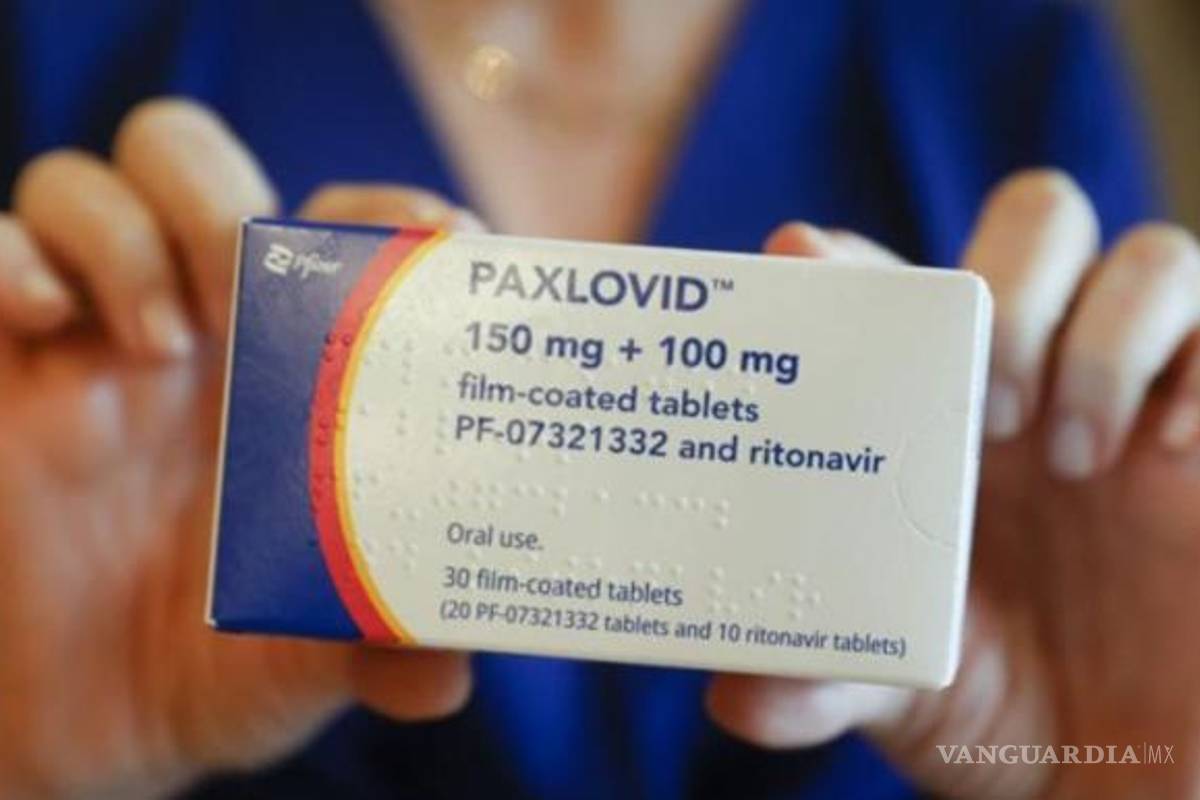 Pfizer
PAXLOVID™
150 mg + 100 mg
film-coated tablets
PF-07321332 and ritonavir
Oral use.
30 film-coated tablets
(20 PF-07321332 tablets and 10 ritonavir tablets)
VANGUARDIA|MX